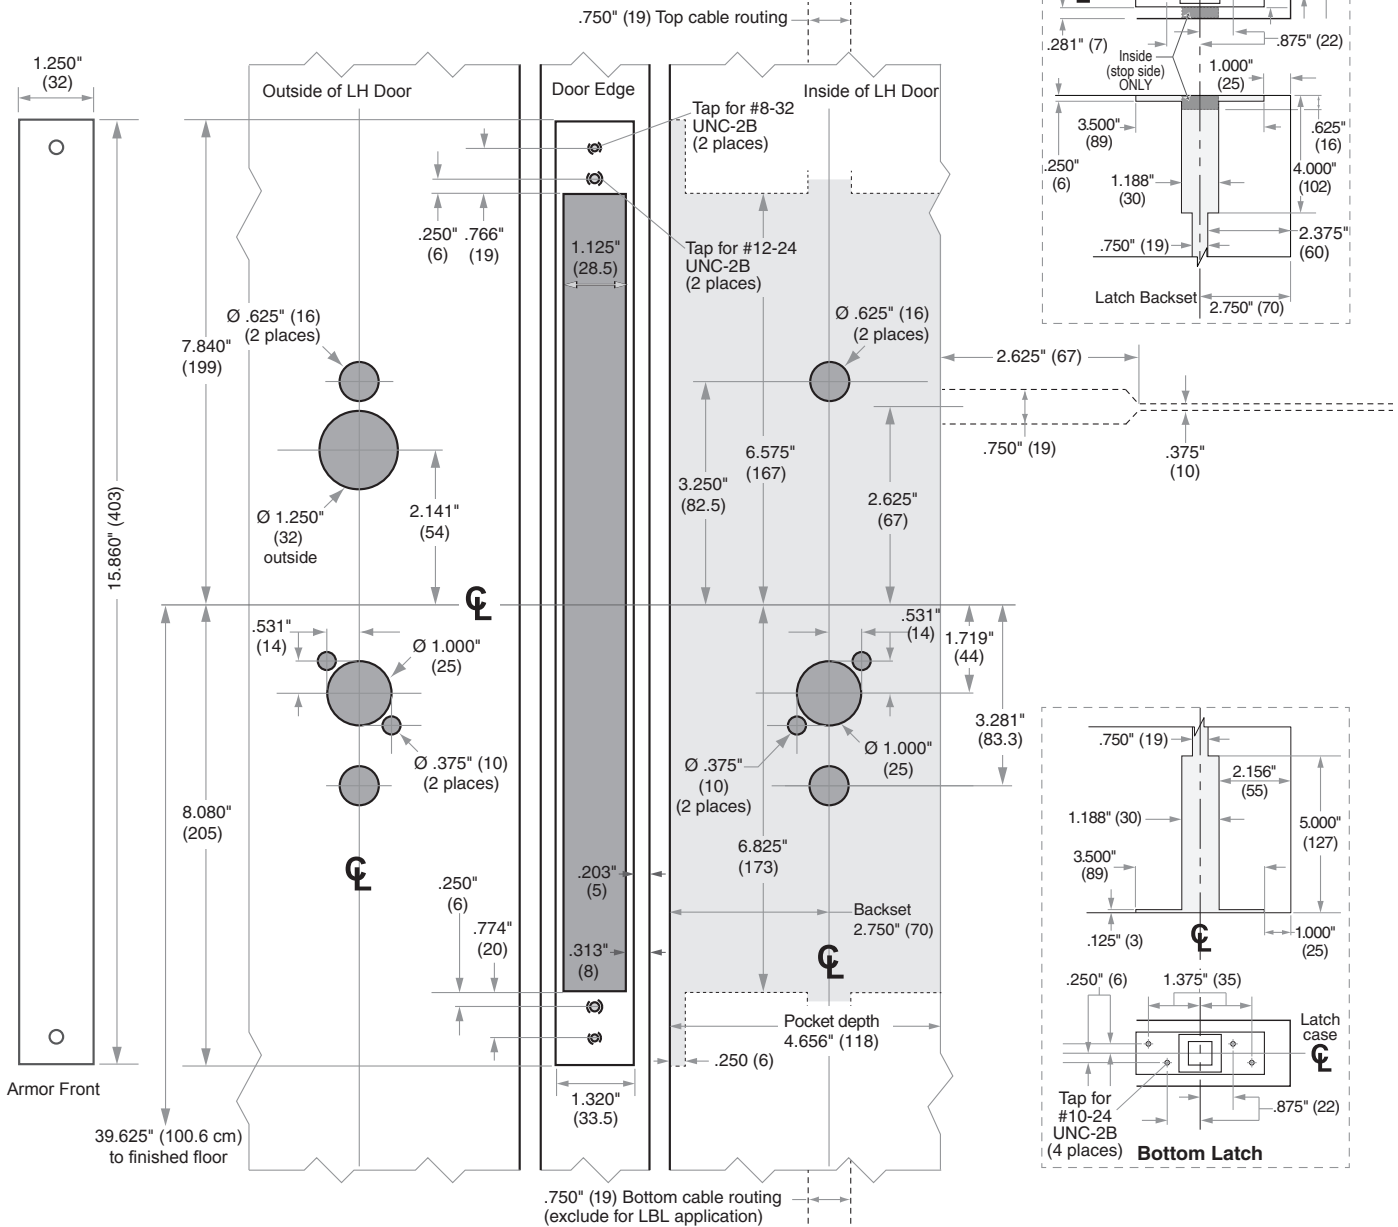 .750" (19) Top cable routing
1.250"
(32)
Outside of LH Door
Door Edge
Inside of LH Door
Tap for #8-32
UNC-2B
(2 places)
.250"
(6)
.766"
(19)
1.125"
(28.5)
Tap for #12-24
UNC-2B
(2 places)
Ø .625" (16)
(2 places)
7.840"
(199)
Ø .625" (16)
(2 places)
2.625" (67)
.750" (19)
.375"
(10)
6.575"
(167)
3.250"
(82.5)
2.625"
(67)
2.141"
(54)
Ø 1.250"
(32)
outside
15.860" (403)
CL
.531"
(14)
Ø 1.000"
(25)
.531"
(14)
1.719"
(44)
3.281"
(83.3)
Ø .375" (10)
(2 places)
Ø .375"
(10)
(2 places)
Ø 1.000"
(25)
8.080"
(205)
6.825"
(173)
CL
.203"
(5)
.250"
(6)
.774"
(20)
Backset
2.750" (70)
.313"
(8)
CL
Pocket depth
4.656" (118)
.250 (6)
Armor Front
1.320"
(33.5)
39.625" (100.6 cm)
to finished floor
.750" (19) Bottom cable routing
(exclude for LBL application)
.281" (7)
.875" (22)
Inside
(stop side)
ONLY
1.000"
(25)
3.500"
(89)
.625"
(16)
.250"
(6)
4.000"
(102)
1.188"
(30)
.750" (19)
2.375"
(60)
Latch Backset
2.750" (70)
.750" (19)
2.156"
(55)
1.188" (30)
5.000"
(127)
3.500"
(89)
.125" (3)
CL
1.000"
(25)
.250" (6)
1.375" (35)
Latch
case
CL
Tap for
#10-24
UNC-2B
(4 places)
.875" (22)
Bottom Latch